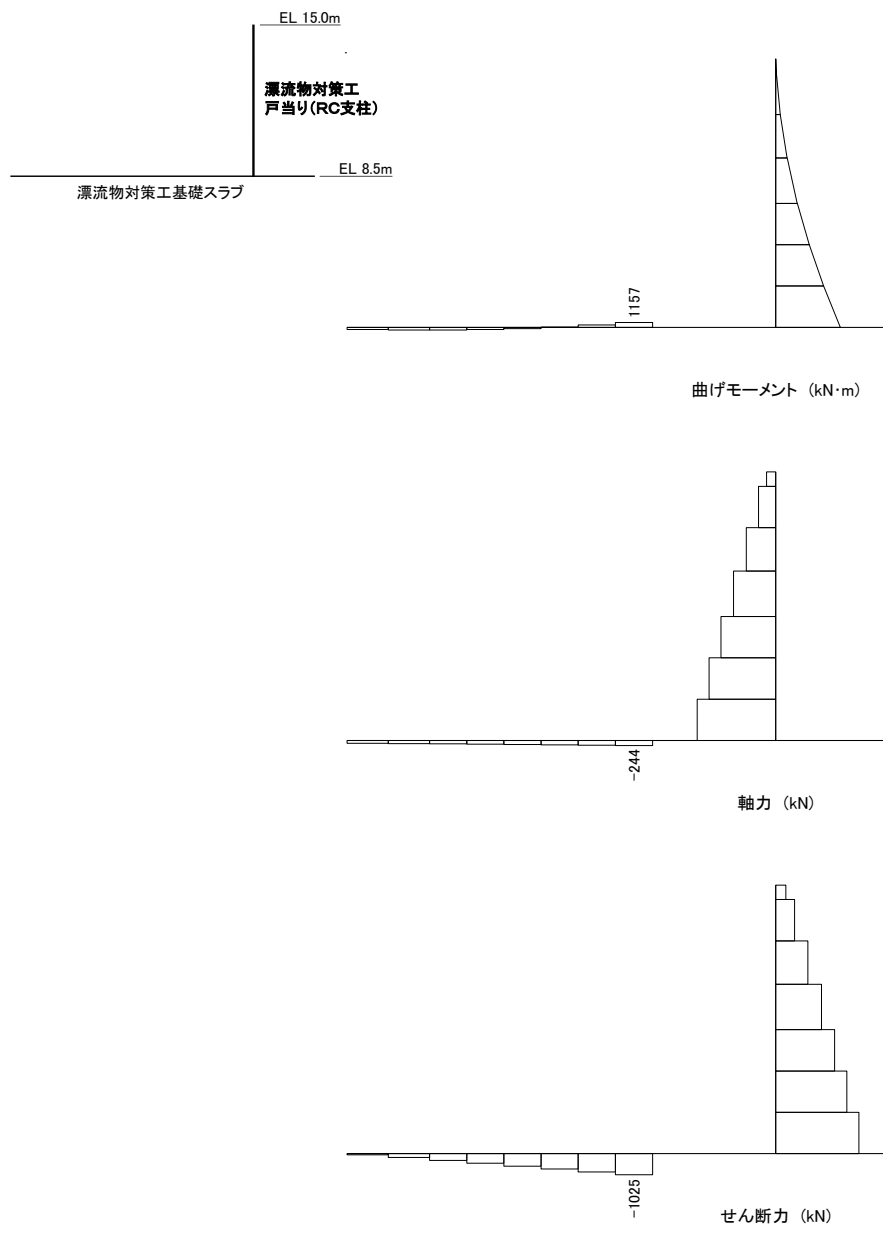 EL 15.0m
漂流物対策工
戸当り(RC支柱)
EL 8.5m
漂流物対策工基礎スラブ
1157
曲げモーメント (kN・m)
-244
軸力 (kN)
-1025
せん断力 (kN)